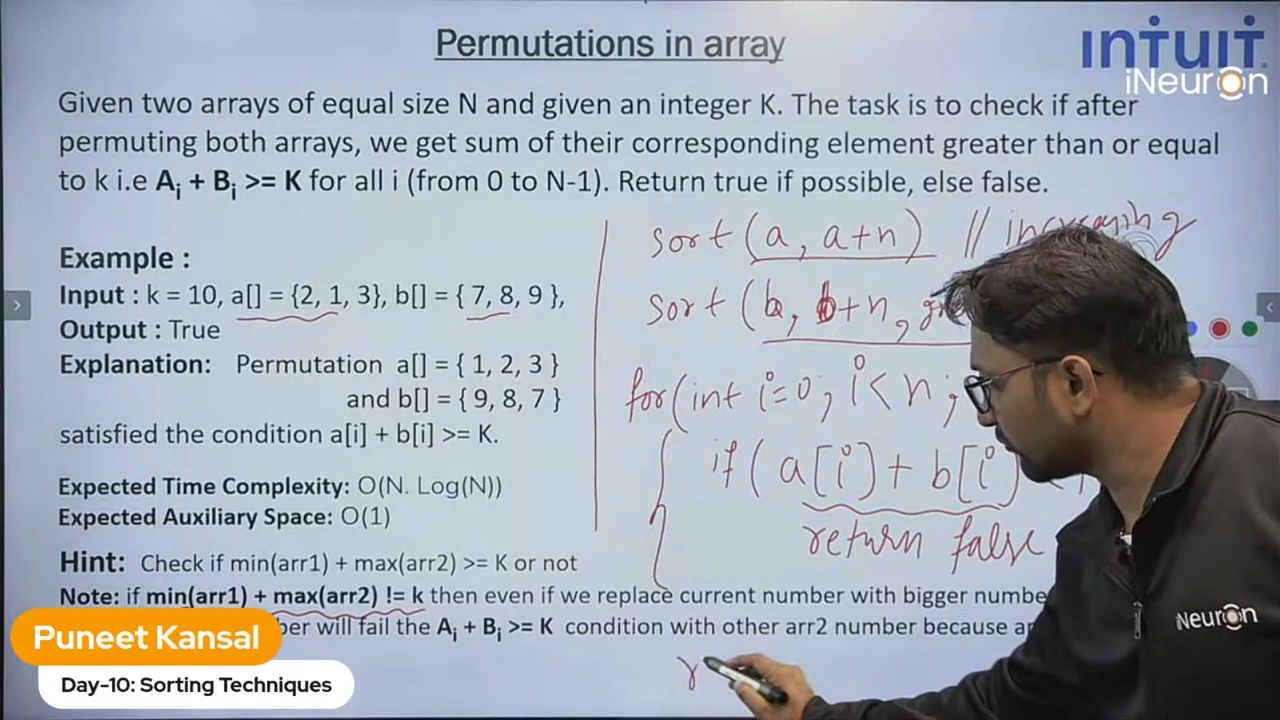 Permutations in array
INTUIT
iNeuron
Given two arrays of equal size N and given an integer K. The task is to check if after
permuting both arrays, we get sum of their corresponding element greater than or equal
to k i.e Ai + Bi >= K for all i (from 0 to N-1). Return true if possible, else false.
Example :
Input : k = 10, a[] = {2, 1, 3}, b[] = { 7, 8, 9 },
Output : True
Explanation: Permutation a[] = { 1, 2, 3 }
and b[] = { 9, 8, 7 }
satisfied the condition a[i] + b[i] >= K.
Expected Time Complexity: O(N. Log(N))
Expected Auxiliary Space: O(1)
Hint: Check if min(arr1) + max(arr2) >= K or not
Note: if min(arr1) + max(arr2) != k then even if we replace current number with bigger
will fail the Ai + Bi >= K condition with other arr2 number because
sort (a, a+n) // increasing
sort (b, b+n,
for(int i=0; i<n;
{ if (a[i] + b[i]
return false
iNeuron
Puneet Kansal
Day-10: Sorting Techniques